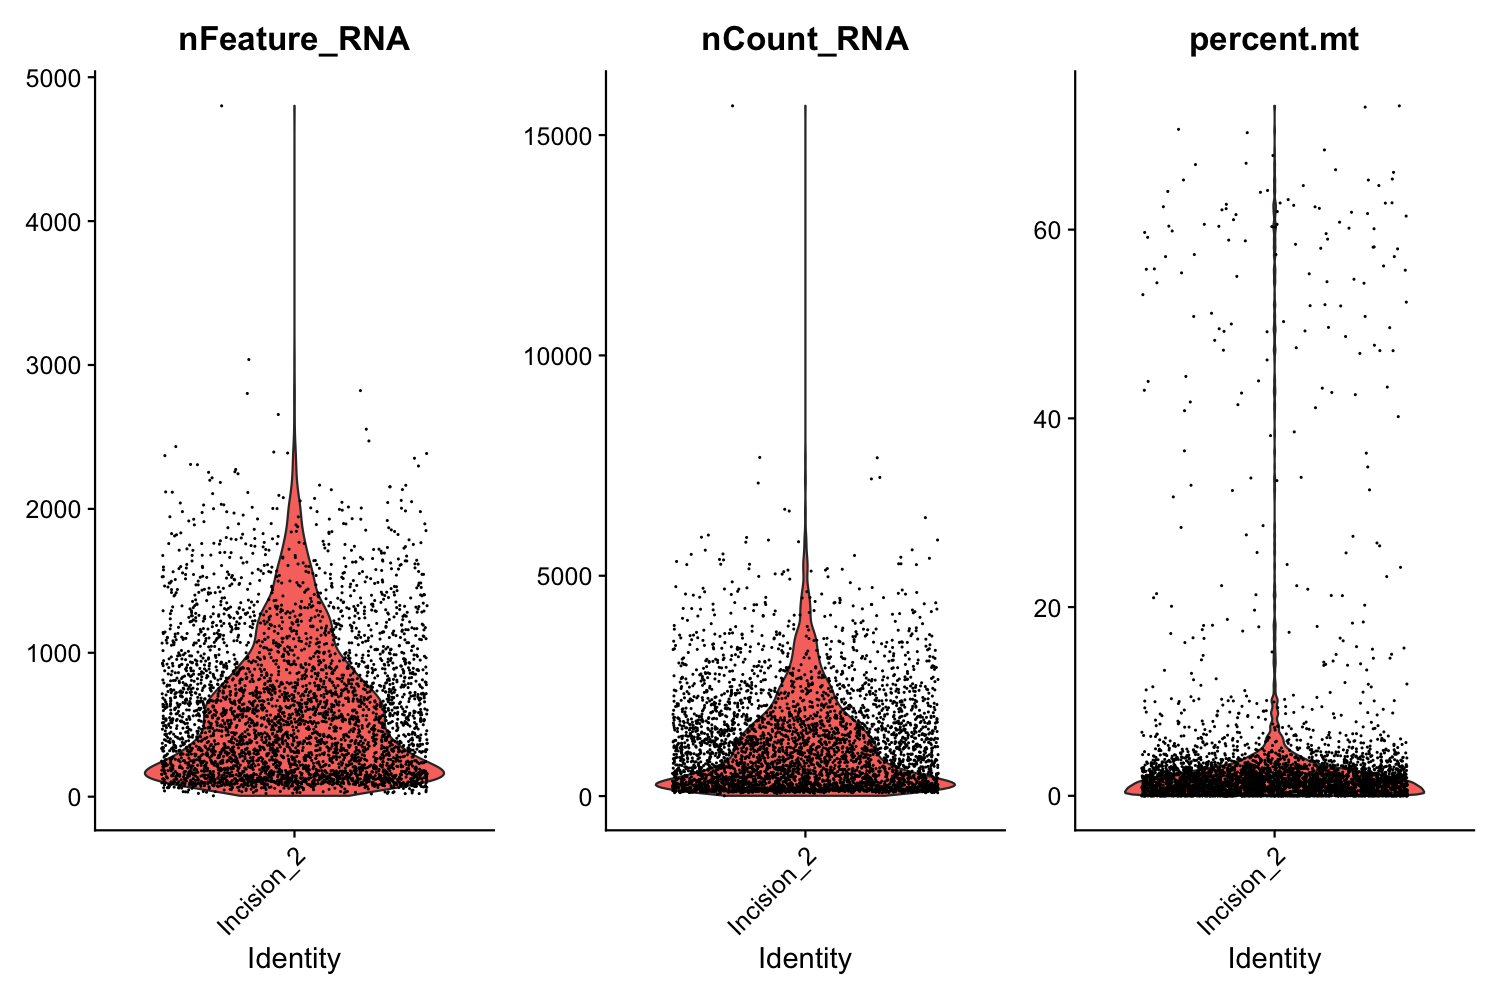 nFeature_RNA
5000
4000
3000
2000
1000
0
Incision_2
Identity
nCount_RNA
15000
10000
5000
0
Incision_2
Identity
percent.mt
60
40
20
0
Incision_2
Identity